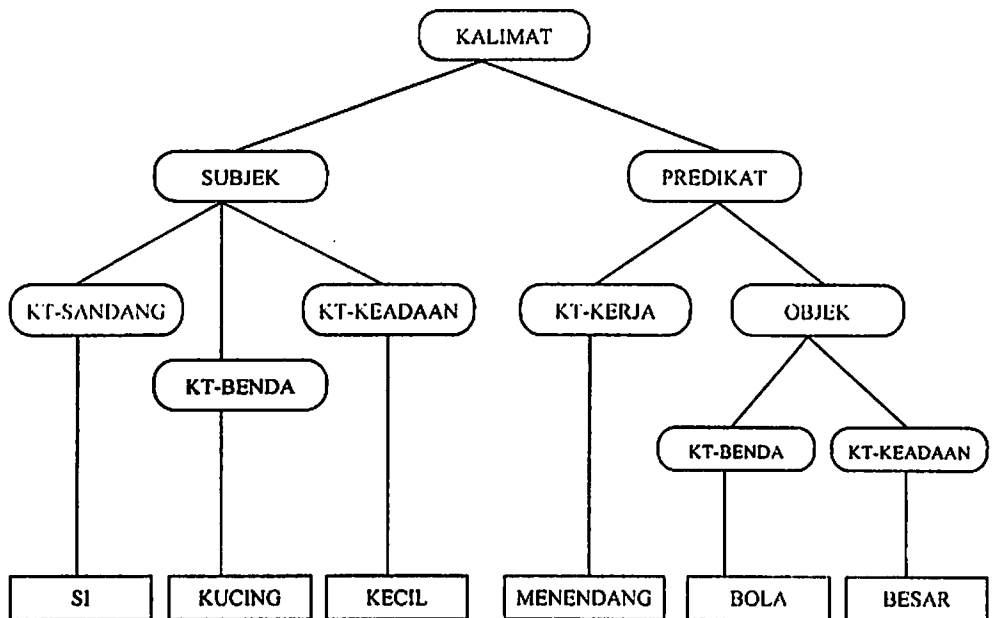 KALIMAT
SUBJEK PREDIKAT
KT-SANDANG KT-KEADAAN KT-KERJA OBJEK
KT-BENDA
KT-BENDA KT-KEADAAN
SI KUCING KECIL MENENDANG BOLA BESAR